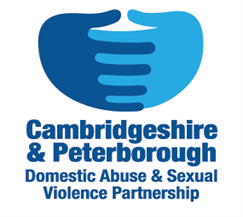 Cambridgeshire
& Peterborough
Domestic Abuse & Sexual
Violence Partnership